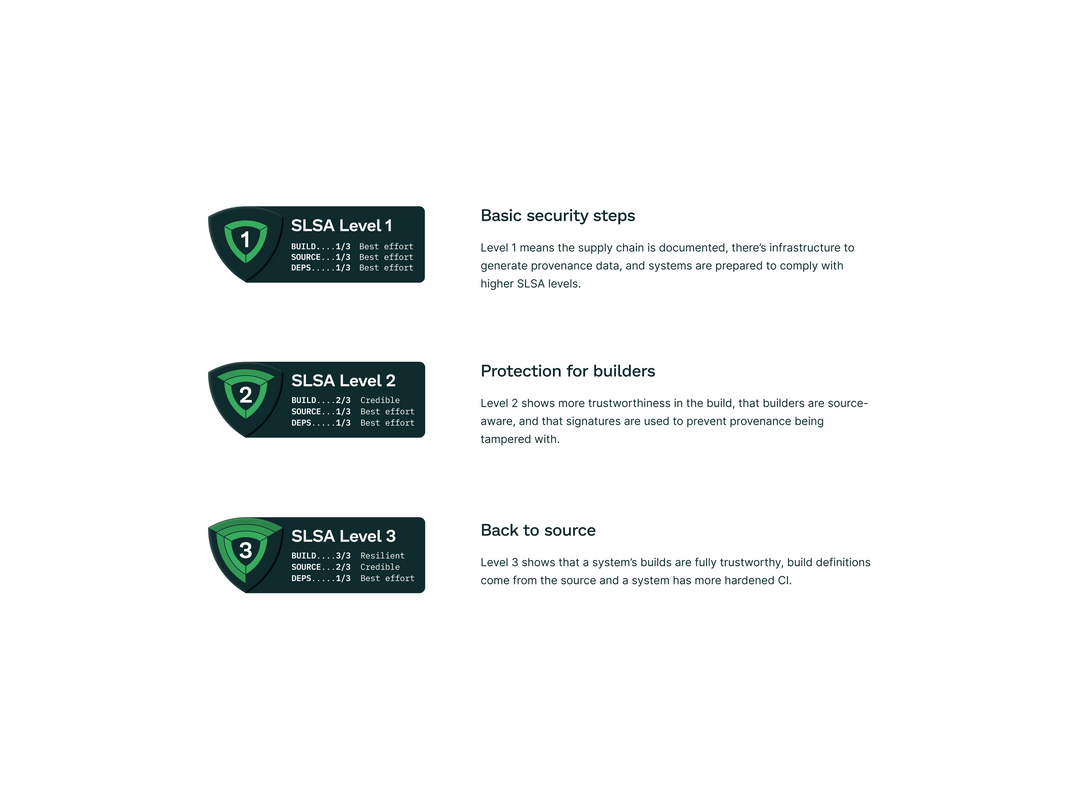 1
SLSA Level 1
BUILD....1/3 Best effort
SOURCE...1/3 Best effort
DEPS.....1/3 Best effort
Basic security steps
Level 1 means the supply chain is documented, there’s infrastructure to
generate provenance data, and systems are prepared to comply with
higher SLSA levels.
2
SLSA Level 2
BUILD....2/3 Credible
SOURCE...1/3 Best effort
DEPS.....1/3 Best effort
Protection for builders
Level 2 shows more trustworthiness in the build, that builders are source-
aware, and that signatures are used to prevent provenance being
tampered with.
3
SLSA Level 3
BUILD....3/3 Resilient
SOURCE...2/3 Credible
DEPS.....1/3 Best effort
Back to source
Level 3 shows that a system’s builds are fully trustworthy, build definitions
come from the source and a system has more hardened CI.